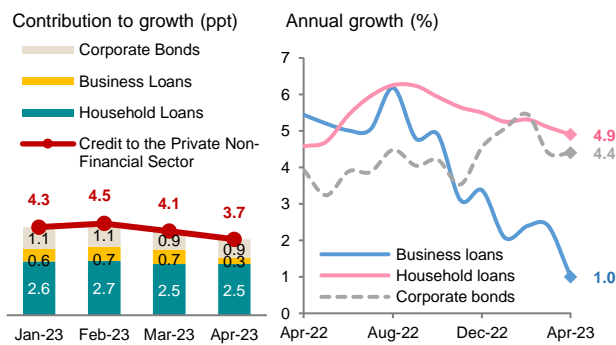 Contribution to growth (ppt)
Corporate Bonds
Business Loans
Household Loans
Credit to the Private Non-
Financial Sector
4.3
4.5
4.1
3.7
1.1
1.1
0.9
0.9
0.6
0.7
0.7
0.3
2.6
2.7
2.5
2.5
Jan-23
Feb-23
Mar-23
Apr-23
Annual growth (%)
7
6
5
4
3
2
1
0
4.9
4.4
1.0
Business loans
Household loans
Corporate bonds
Apr-22
Aug-22
Dec-22
Apr-23